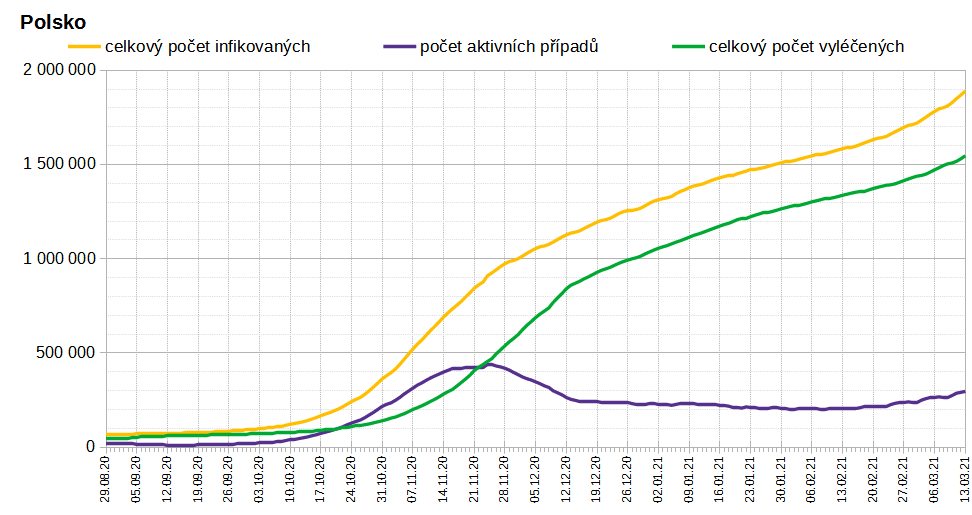 Polsko
celkový počet infikovaných počet aktivních případů celkový počet vyléčených
2 000 000
1 500 000
1 000 000
500 000
0
29.08.20 05.09.20 12.09.20 19.09.20 26.09.20 03.10.20 10.10.20 17.10.20 24.10.20 31.10.20 07.11.20 14.11.20 21.11.20 28.11.20 05.12.20 12.12.20 19.12.20 26.12.20 02.01.21 09.01.21 16.01.21 23.01.21 30.01.21 06.02.21 13.02.21 20.02.21 27.02.21 06.03.21 13.03.21